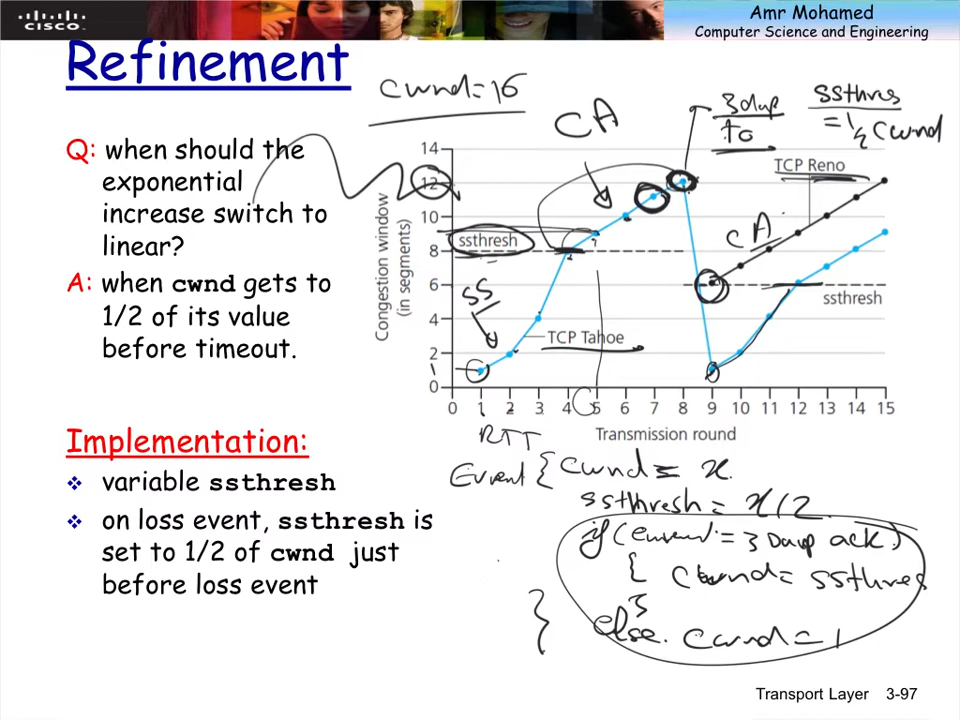 CISCO
Amr Mohamed
Computer Science and Engineering
Refinement
cwnd=16
CA
3dup
to
ssthres
=1/2 cwnd
Q: when should the
exponential
increase switch to
linear?
A: when cwnd gets to
1/2 of its value
before timeout.
Congestion window
(in segments)
14
12
10
8
6
4
2
0
1
ssthresh
SS
TCP Tahoe
TCP Reno
CA
ssthresh
0 1 2 3 4 5 6 7 8 9 10 11 12 13 14 15
RTT
Transmission round
Implementation:
variable ssthresh
on loss event, ssthresh is
set to 1/2 of cwnd just
before loss event
Event { cwnd = x
ssthresh = x/2
if (event = 3 Dup ack)
{ cwnd = ssthres
}
else cwnd = 1
}
Transport Layer 3-97